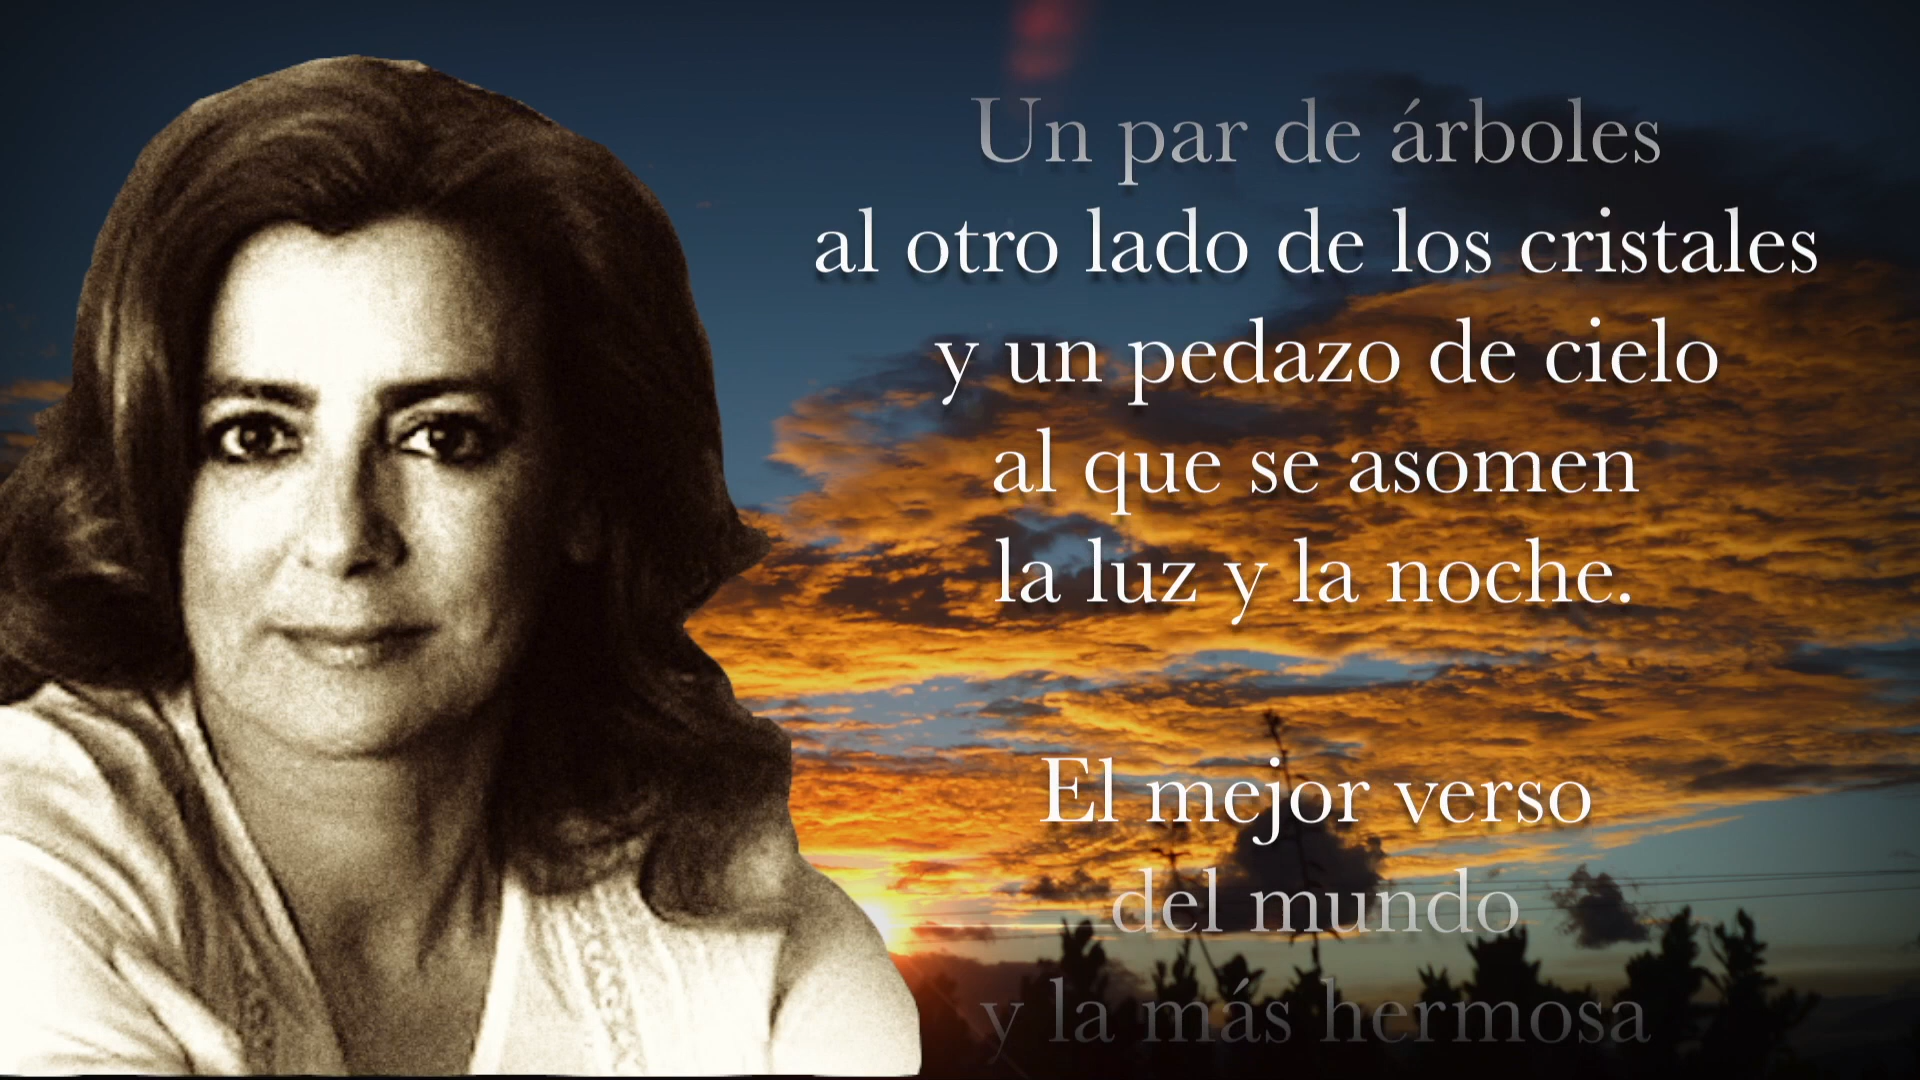 Un par de árboles
al otro lado de los cristales
y un pedazo de cielo
al que se asomen
la luz y la noche.
El mejor verso
del mundo
y la más hermosa